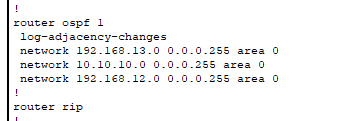 !
router ospf 1
log-adjacency-changes
network 192.168.13.0 0.0.0.255 area 0
network 10.10.10.0 0.0.0.255 area 0
network 192.168.12.0 0.0.0.255 area 0
!
router rip
!